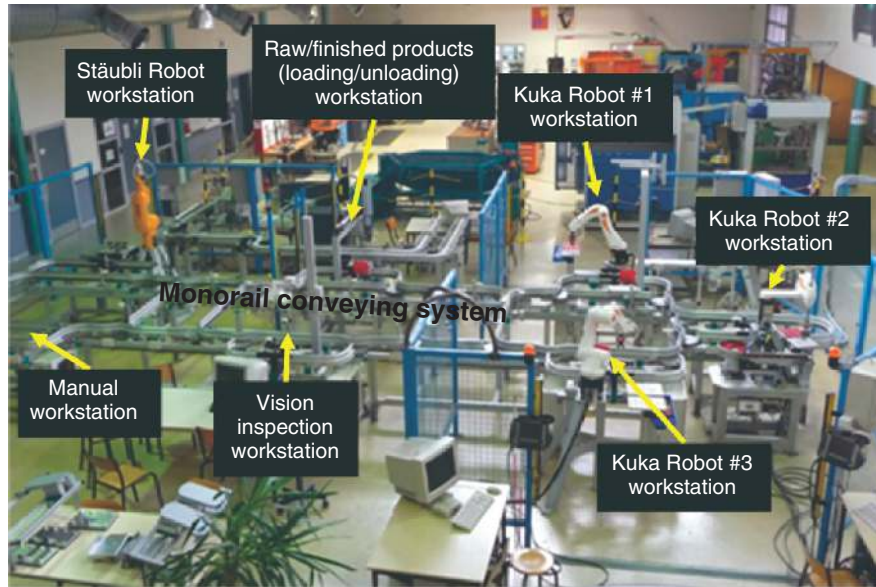 Stäubli Robot
workstation
Raw/finished products
(loading/unloading)
workstation
Kuka Robot #1
workstation
Kuka Robot #2
workstation
Monorail conveying system
Manual
workstation
Vision
inspection
workstation
Kuka Robot #3
workstation